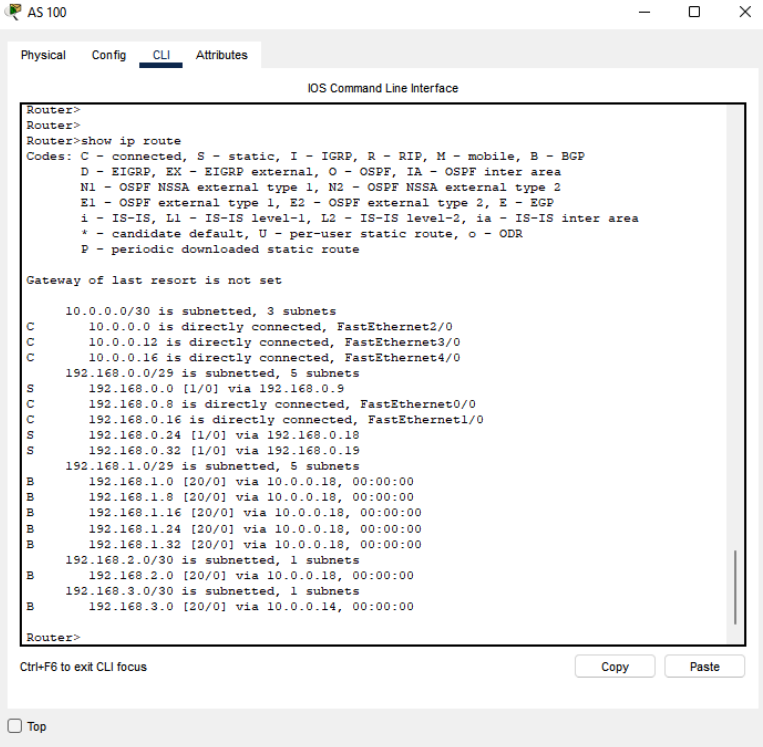 AS 100
Physical Config CLI Attributes
IOS Command Line Interface
Router>
Router>
Router>show ip route
Codes: C - connected, S - static, I - IGRP, R - RIP, M - mobile, B - BGP
D - EIGRP, EX - EIGRP external, O - OSPF, IA - OSPF inter area
N1 - OSPF NSSA external type 1, N2 - OSPF NSSA external type 2
E1 - OSPF external type 1, E2 - OSPF external type 2, E - EGP
i - IS-IS, L1 - IS-IS level-1, L2 - IS-IS level-2, ia - IS-IS inter area
* - candidate default, U - per-user static route, o - ODR
P - periodic downloaded static route
Gateway of last resort is not set
10.0.0.0/30 is subnetted, 3 subnets
C 10.0.0.0 is directly connected, FastEthernet2/0
C 10.0.0.12 is directly connected, FastEthernet3/0
C 10.0.0.16 is directly connected, FastEthernet4/0
192.168.0.0/29 is subnetted, 5 subnets
S 192.168.0.0 [1/0] via 192.168.0.9
C 192.168.0.8 is directly connected, FastEthernet0/0
C 192.168.0.16 is directly connected, FastEthernet1/0
S 192.168.0.24 [1/0] via 192.168.0.18
S 192.168.0.32 [1/0] via 192.168.0.19
192.168.1.0/29 is subnetted, 5 subnets
B 192.168.1.0 [20/0] via 10.0.0.18, 00:00:00
B 192.168.1.8 [20/0] via 10.0.0.18, 00:00:00
B 192.168.1.16 [20/0] via 10.0.0.18, 00:00:00
B 192.168.1.24 [20/0] via 10.0.0.18, 00:00:00
B 192.168.1.32 [20/0] via 10.0.0.18, 00:00:00
192.168.2.0/30 is subnetted, 1 subnets
B 192.168.2.0 [20/0] via 10.0.0.18, 00:00:00
192.168.3.0/30 is subnetted, 1 subnets
B 192.168.3.0 [20/0] via 10.0.0.14, 00:00:00
Router>
Ctrl+F6 to exit CLI focus
Copy Paste
Top